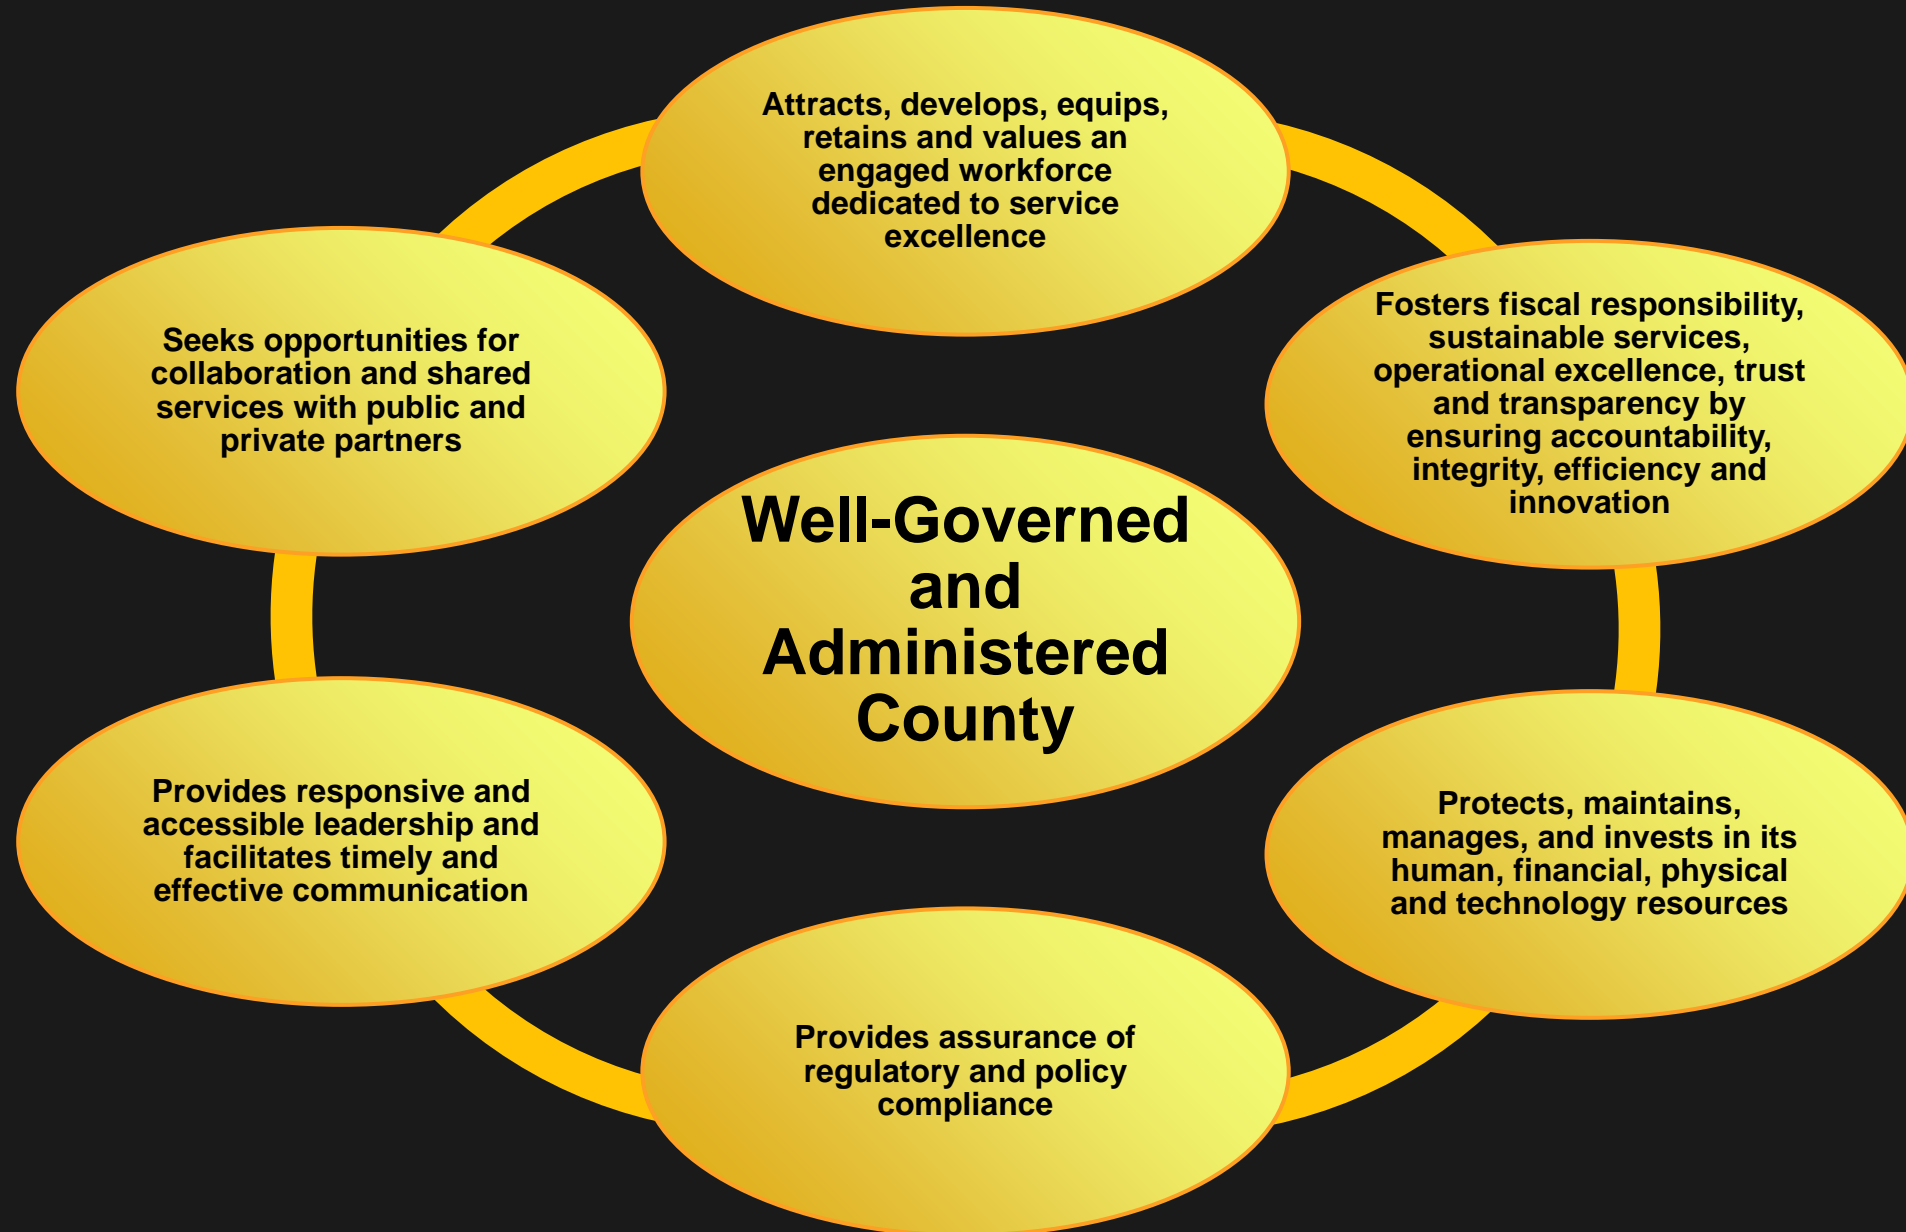 Attracts, develops, equips,
retains and values an
engaged workforce
dedicated to service
excellence
Fosters fiscal responsibility,
sustainable services,
operational excellence, trust
and transparency by
ensuring accountability,
integrity, efficiency and
innovation
Protects, maintains,
manages, and invests in its
human, financial, physical
and technology resources
Provides assurance of
regulatory and policy
compliance
Provides responsive and
accessible leadership and
facilitates timely and
effective communication
Seeks opportunities for
collaboration and shared
services with public and
private partners
Well-Governed
and
Administered
County